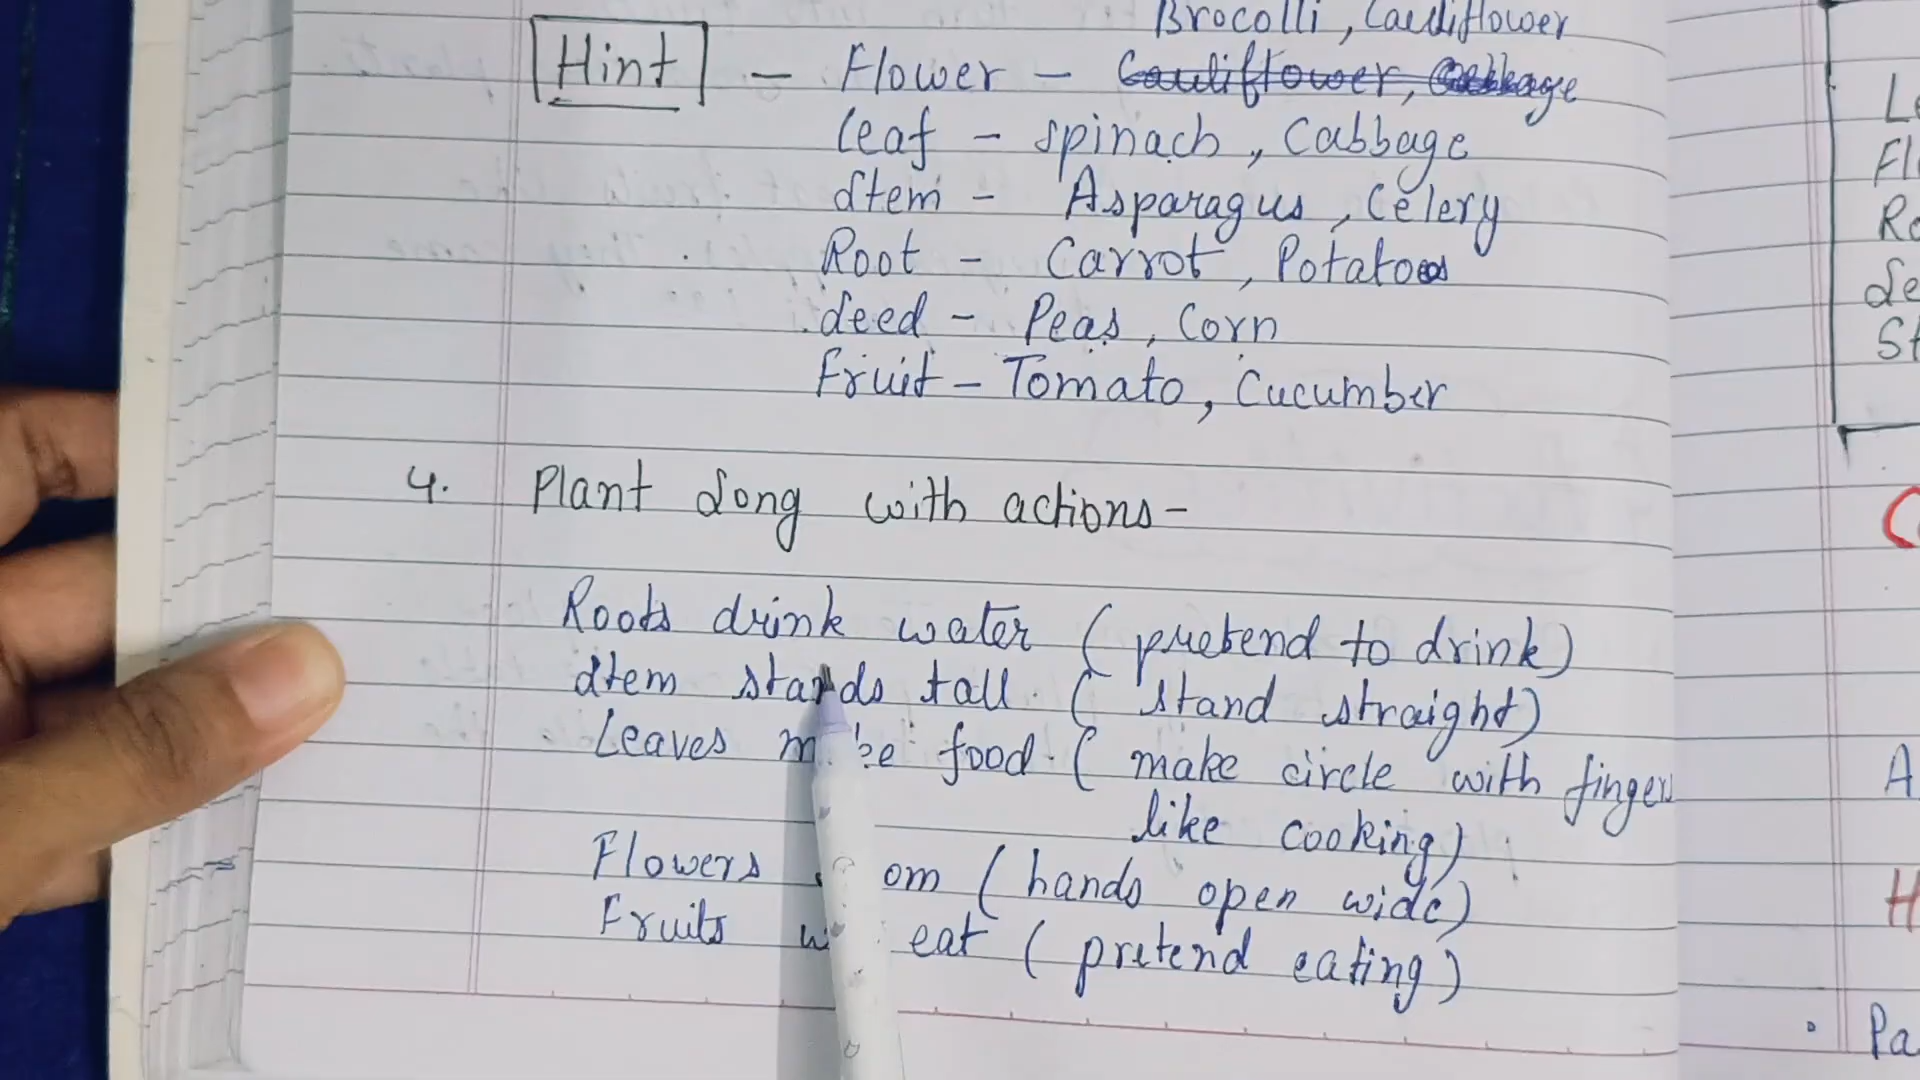 Brocolli, Cauliflower
Hint - Flower - Cauliflower, Cabbage
Leaf - spinach, Cabbage
Stem - Asparagus, Celery
Root - Carrot, Potatoes
Seed - Peas, Corn
Fruit - Tomato, Cucumber
4. Plant Song with actions-
Roots drink water (pretend to drink)
Stem stands tall. (stand straight)
Leaves food. (make circle with finger
like cooking)
Flowers (hands open wide)
Fruits eat (pretend eating)